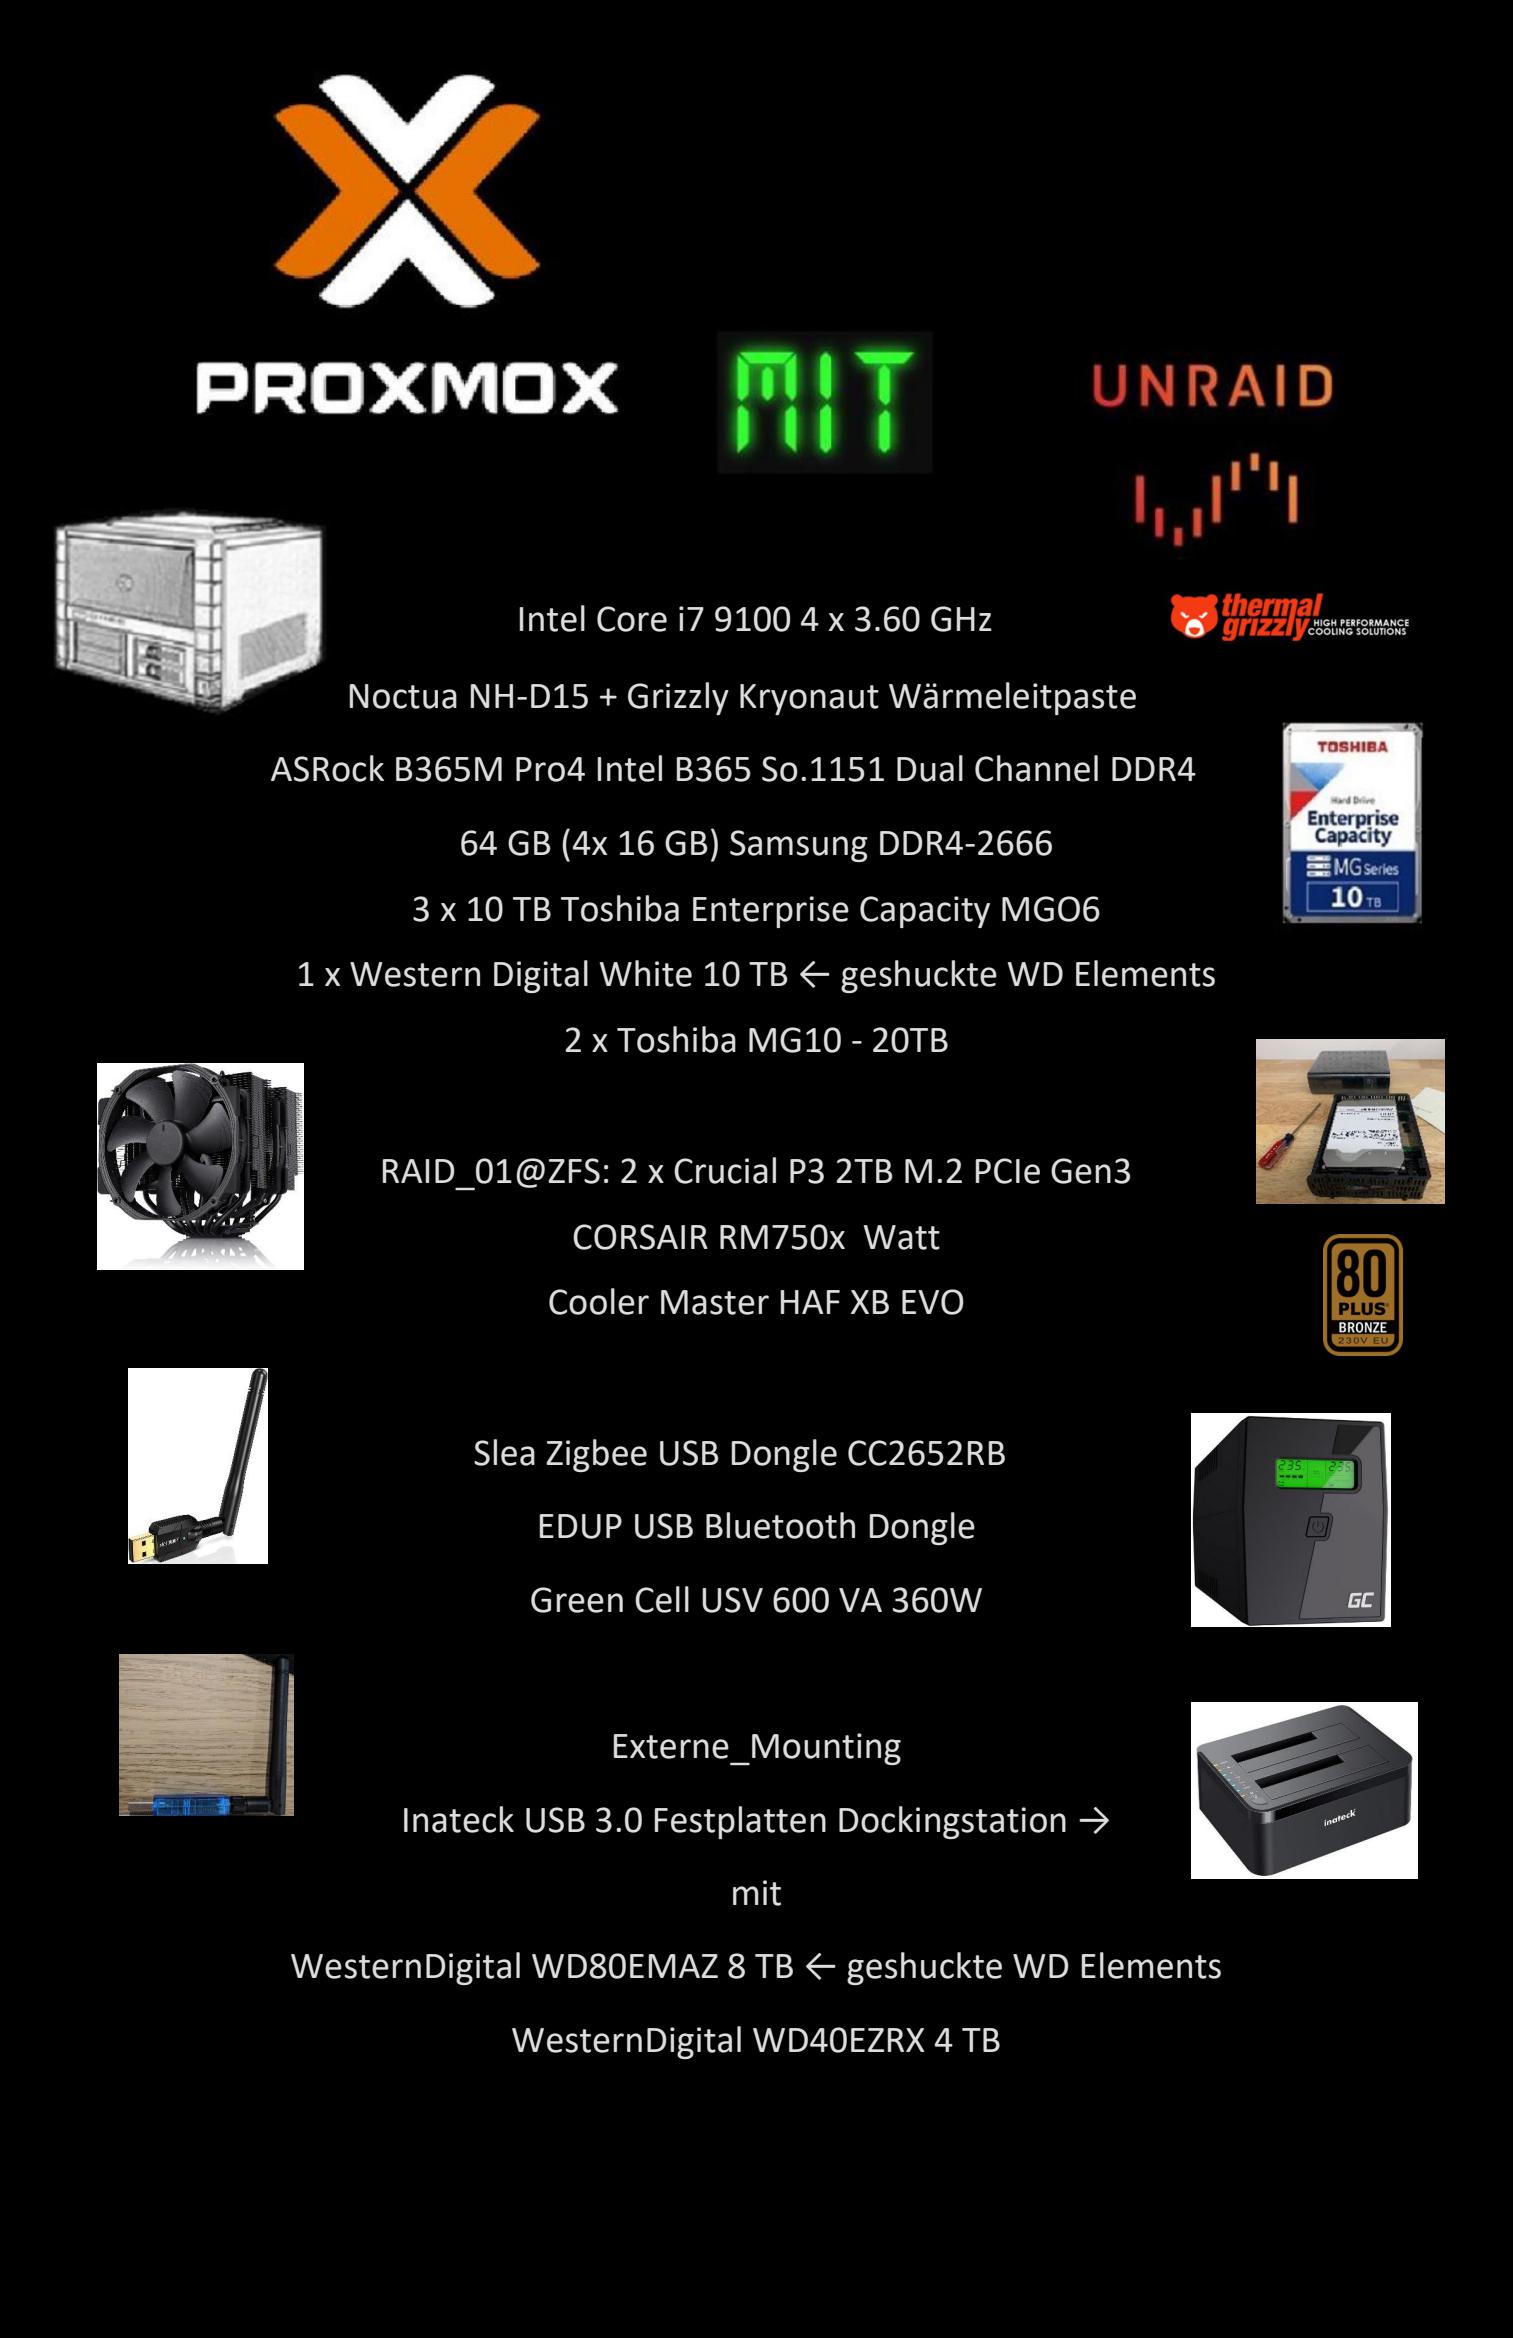 PROXMOX
MIT
UNRAID
thermal
grizzly
HIGH PERFORMANCE
COOLING SOLUTIONS
Intel Core i7 9100 4 x 3.60 GHz
Noctua NH-D15 + Grizzly Kryonaut Wärmeleitpaste
ASRock B365M Pro4 Intel B365 So.1151 Dual Channel DDR4
TOSHIBA
Hard Drive
Enterprise
Capacity
MG Series
10 TB
64 GB (4x 16 GB) Samsung DDR4-2666
3 x 10 TB Toshiba Enterprise Capacity MGO6
1 x Western Digital White 10 TB ← geshuckte WD Elements
2 x Toshiba MG10 - 20TB
RAID_01@ZFS: 2 x Crucial P3 2TB M.2 PCIe Gen3
CORSAIR RM750x  Watt
Cooler Master HAF XB EVO
80
PLUS
BRONZE
230V EU
Slea Zigbee USB Dongle CC2652RB
EDUP USB Bluetooth Dongle
Green Cell USV 600 VA 360W
235
GC
Externe_Mounting
Inateck USB 3.0 Festplatten Dockingstation →
inateck
mit
WesternDigital WD80EMAZ 8 TB ← geshuckte WD Elements
WesternDigital WD40EZRX 4 TB